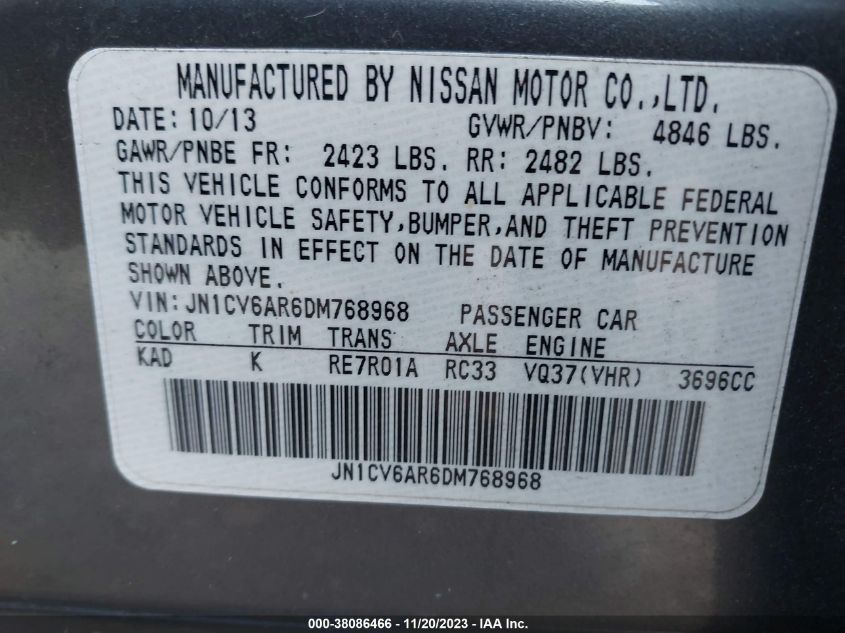 MANUFACTURED BY NISSAN MOTOR CO.,LTD.
DATE: 10/13 GVWR/PNBV: 4846 LBS.
GAWR/PNBE FR: 2423 LBS. RR: 2482 LBS.
THIS VEHICLE CONFORMS TO ALL APPLICABLE FEDERAL
MOTOR VEHICLE SAFETY,BUMPER,AND THEFT PREVENTION
STANDARDS IN EFFECT ON THE DATE OF MANUFACTURE
SHOWN ABOVE.
VIN:JN1CV6AR6DM768968 PASSENGER CAR
COLOR TRIM TRANS AXLE ENGINE
KAD K RE7R01A RC33 VQ37(VHR) 3696CC
JN1CV6AR6DM768968
000-38086466 - 11/20/2023 - IAA Inc.